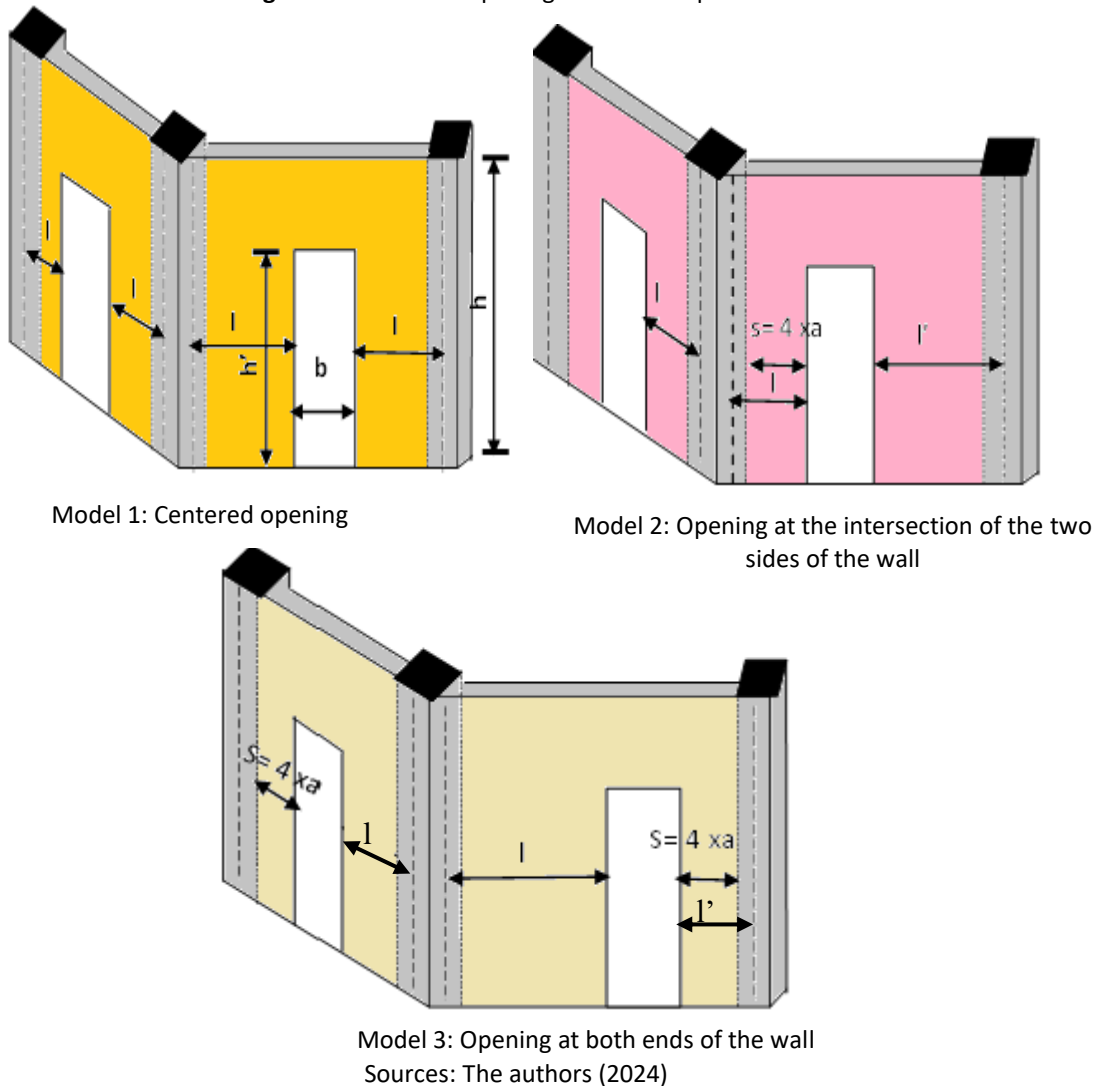 l
l
l
l
h'
b
h
Model 1: Centered opening
l
s= 4 xa
l
l'
Model 2: Opening at the intersection of the two
sides of the wall
S= 4 xa
l
l
S= 4 xa
l'
Model 3: Opening at both ends of the wall
Sources: The authors (2024)